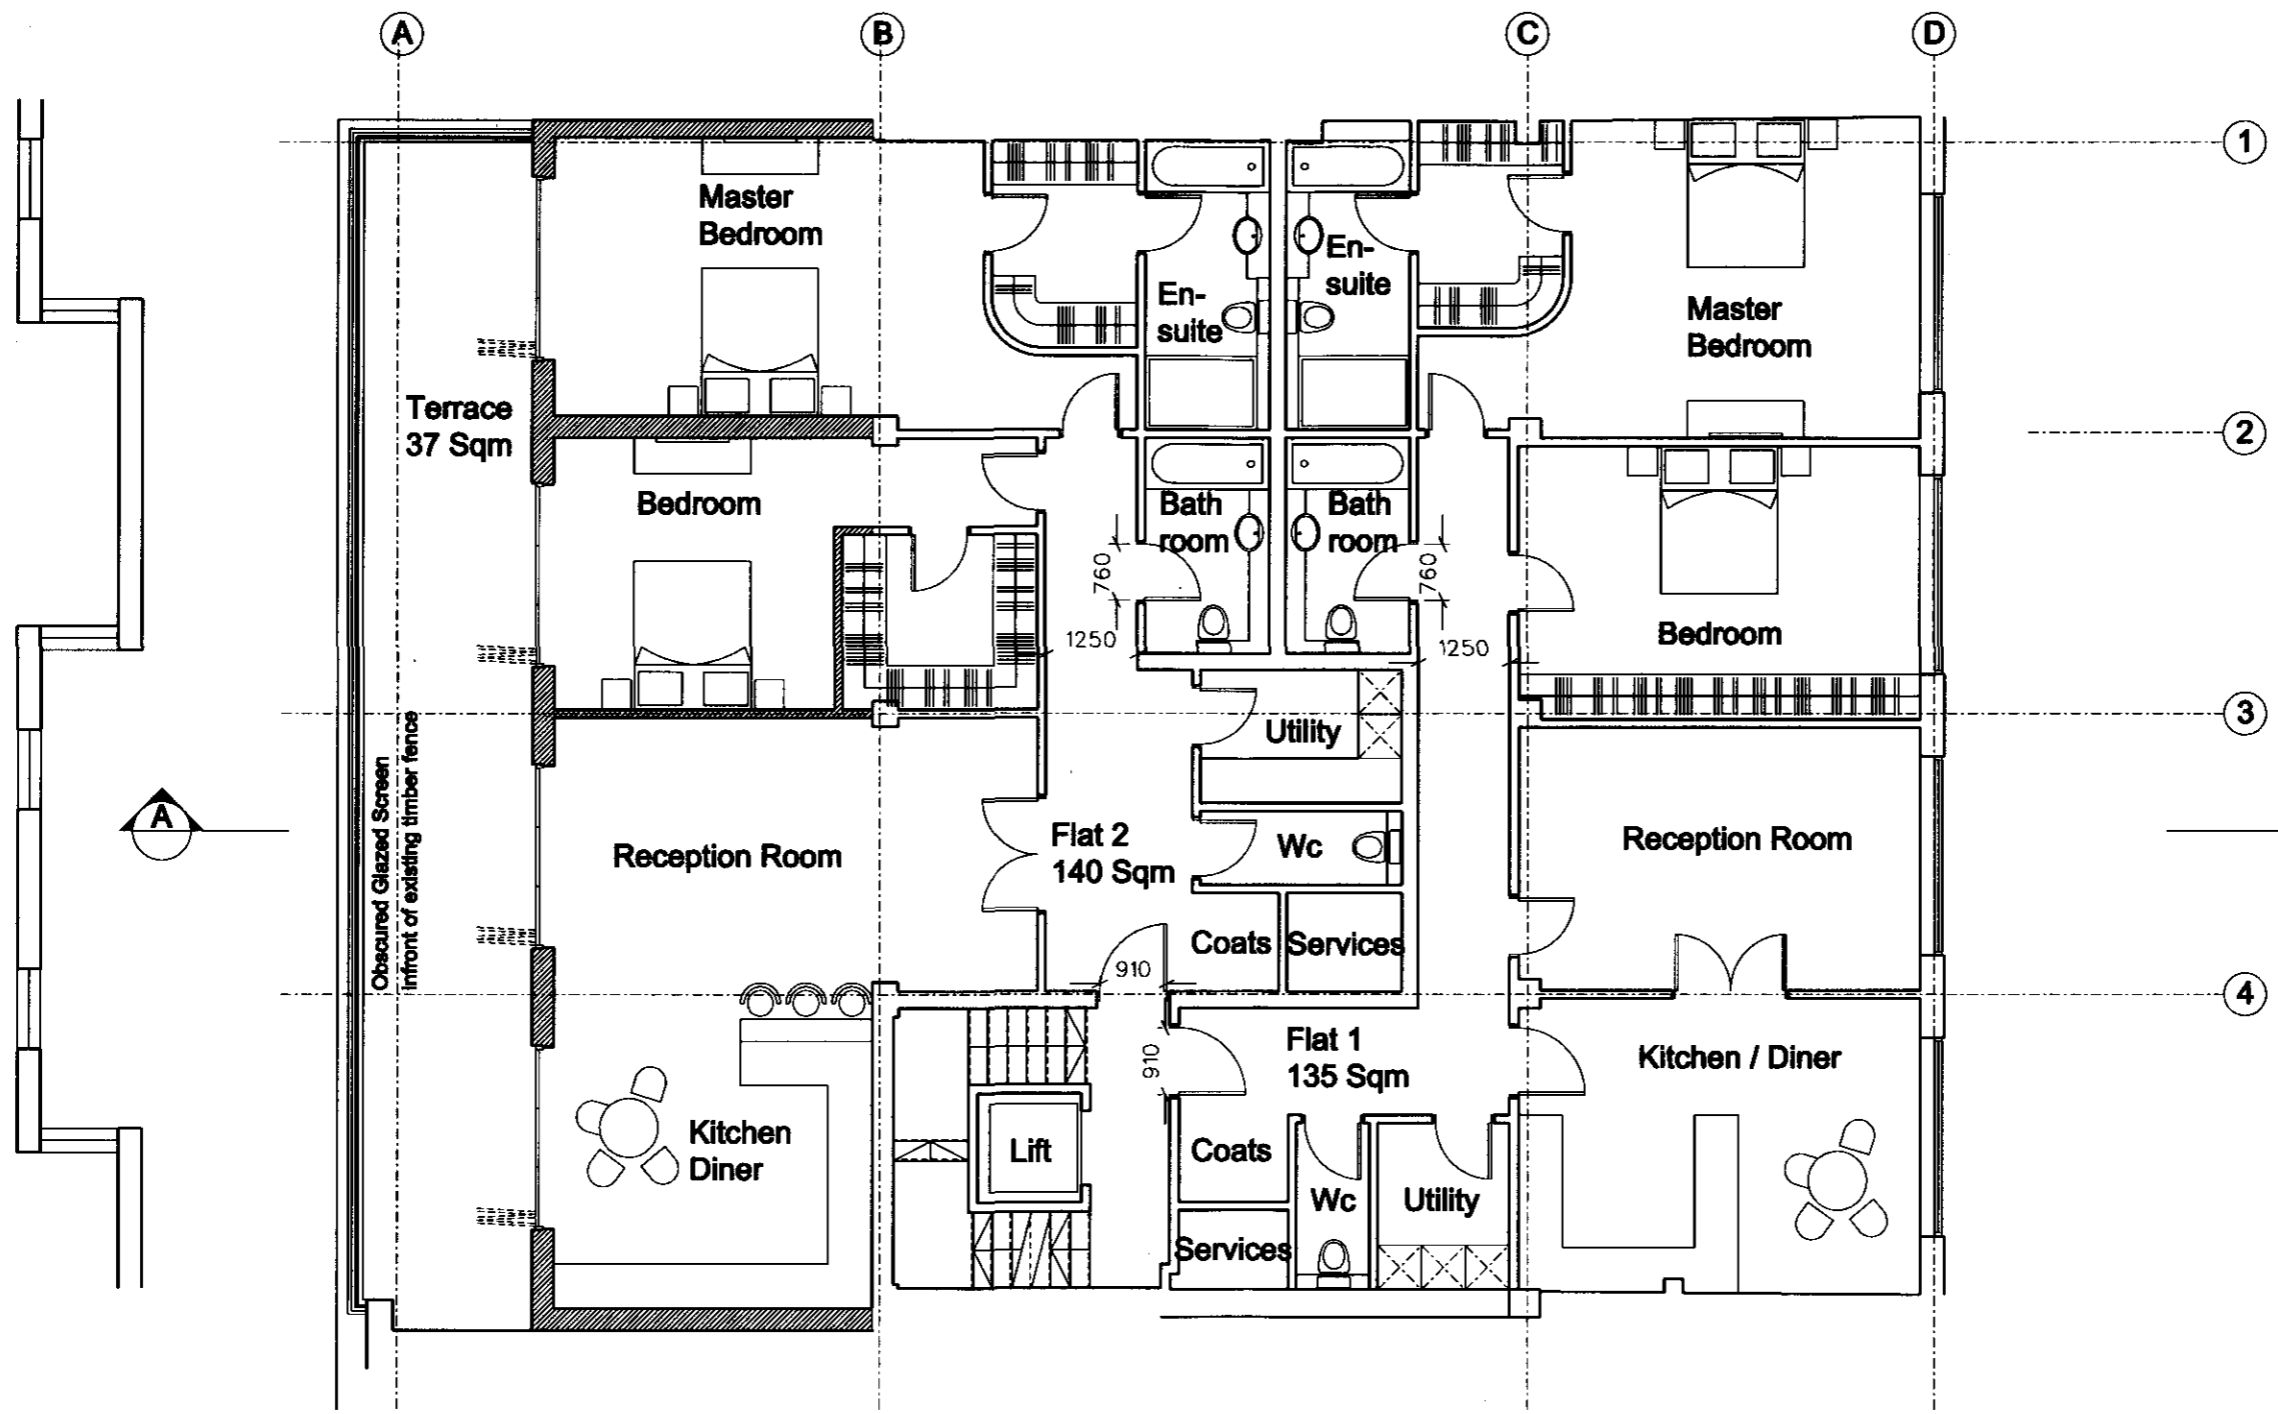 A
B
C
D
1
Master
Bedroom
En-
suite
En-
suite
Master
Bedroom
Terrace
37 Sqm
2
Bedroom
Bath
room
Bath
room
760
760
1250
1250
Bedroom
3
Utility
Obscured Glazed Screen
infront of existing timber fence
A
Reception Room
Flat 2
140 Sqm
Wc
Reception Room
Coats
Services
910
4
910
Flat 1
135 Sqm
Kitchen / Diner
Kitchen
Diner
Lift
Coats
Wc
Utility
Services